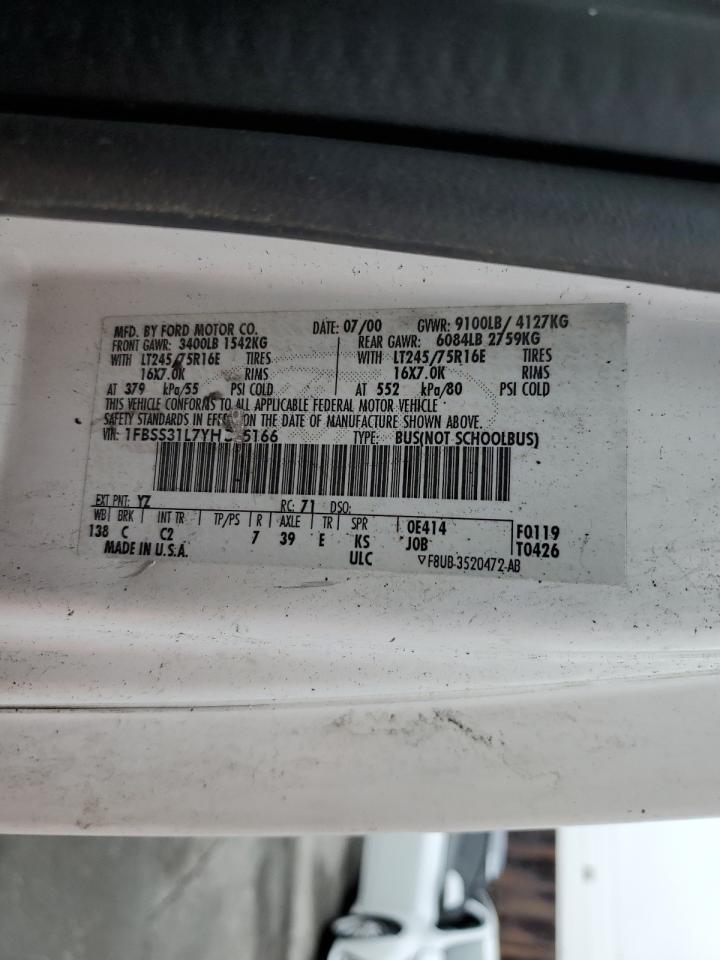 MFD. BY FORD MOTOR CO. DATE: 07/00 GVWR: 9100LB/ 4127KG
FRONT GAWR: 3400LB 1542KG REAR GAWR: 6084LB 2759KG
WITH LT245/75R16E TIRES WITH LT245/75R16E TIRES
16X7.0K RIMS 16X7.0K RIMS
AT 379 kPa/55 PSI COLD AT 552 kPa/80 PSI COLD
THIS VEHICLE CONFORMS TO ALL APPLICABLE FEDERAL MOTOR VEHICLE
SAFETY STANDARDS IN EFFECT ON THE DATE OF MANUFACTURE SHOWN ABOVE.
VIN: TYPE: BUS(NOT SCHOOLBUS)
EXT PNT: YZ RC: 71 DSO:
WB BRK INT TR TP/PS R AXLE TR SPR 0E414 F0119
138 C C2 7 39 E KS JOB T0426
MADE IN U.S.A. ULC ▽F8UB-3520472-AB